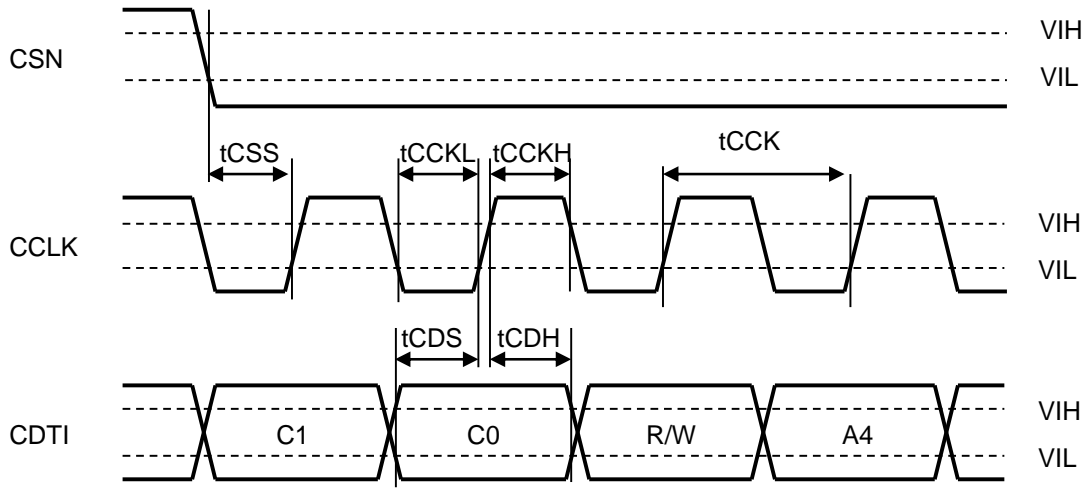 CSN
VIH
VIL
tCSS
tCCKL
tCCKH
tCCK
CCLK
VIH
VIL
tCDS
tCDH
CDTI
C1
C0
R/W
A4
VIH
VIL